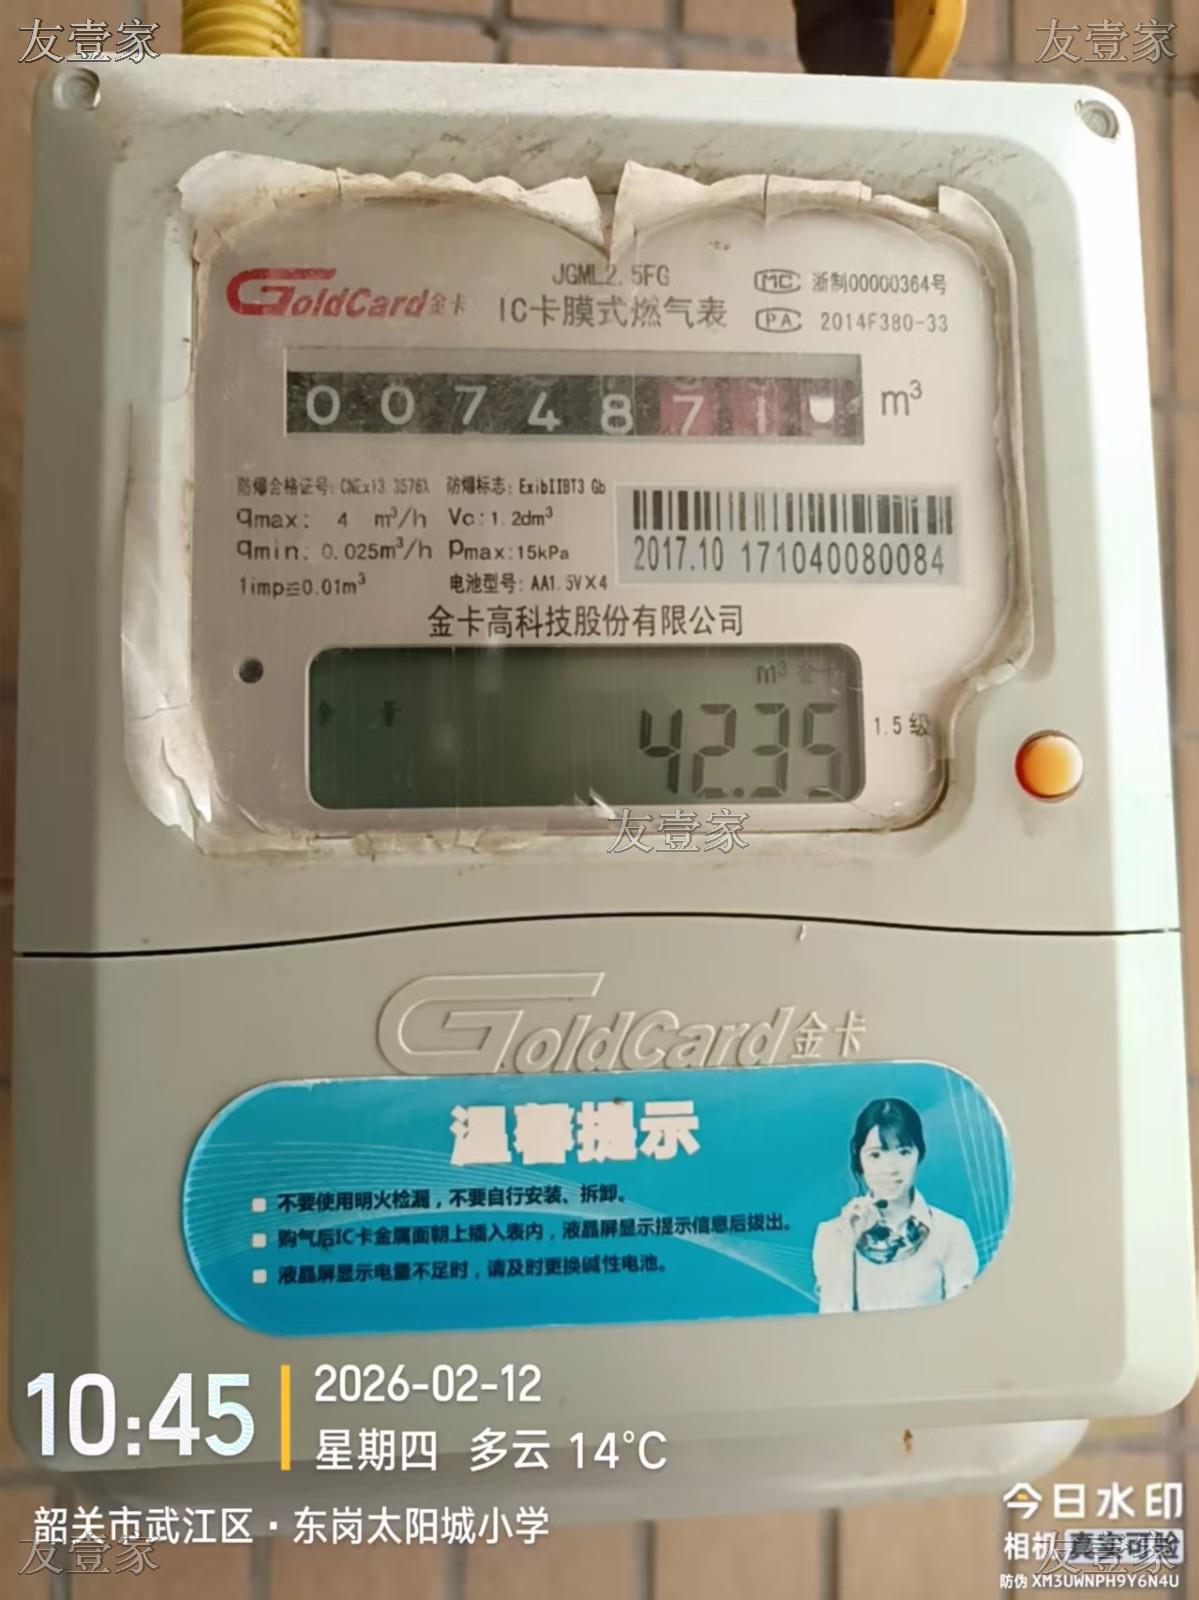 友壹家
友壹家
GoldCard金卡
JGML2.5FG
IC卡膜式燃气表
MC 浙制00000364号
PA 2014F380-33
0074871
m³
防爆合格证号: CNEx13.3576X 防爆标志: ExibIIBT3 Gb
qmax: 4 m³/h Vc:1.2dm³
qmin: 0.025m³/h Pmax:15kPa
1imp≙0.01m³ 电池型号: AA1.5V×4
2017.10 171040080084
金卡高科技股份有限公司
m³ 金卡
余 量
42.35
1.5级
友壹家
GoldCard金卡
温馨提示
不要使用明火检漏，不要自行安装、拆卸。
购气后IC卡金属面朝上插入表内，液晶屏显示提示信息后拔出。
液晶屏显示电量不足时，请及时更换碱性电池。
10:45
2026-02-12
星期四 多云 14°C
韶关市武江区·东岗太阳城小学
今日水印
相机 真实可验
防伪 XM3UWNPH9Y6N4U
友壹家
友壹家